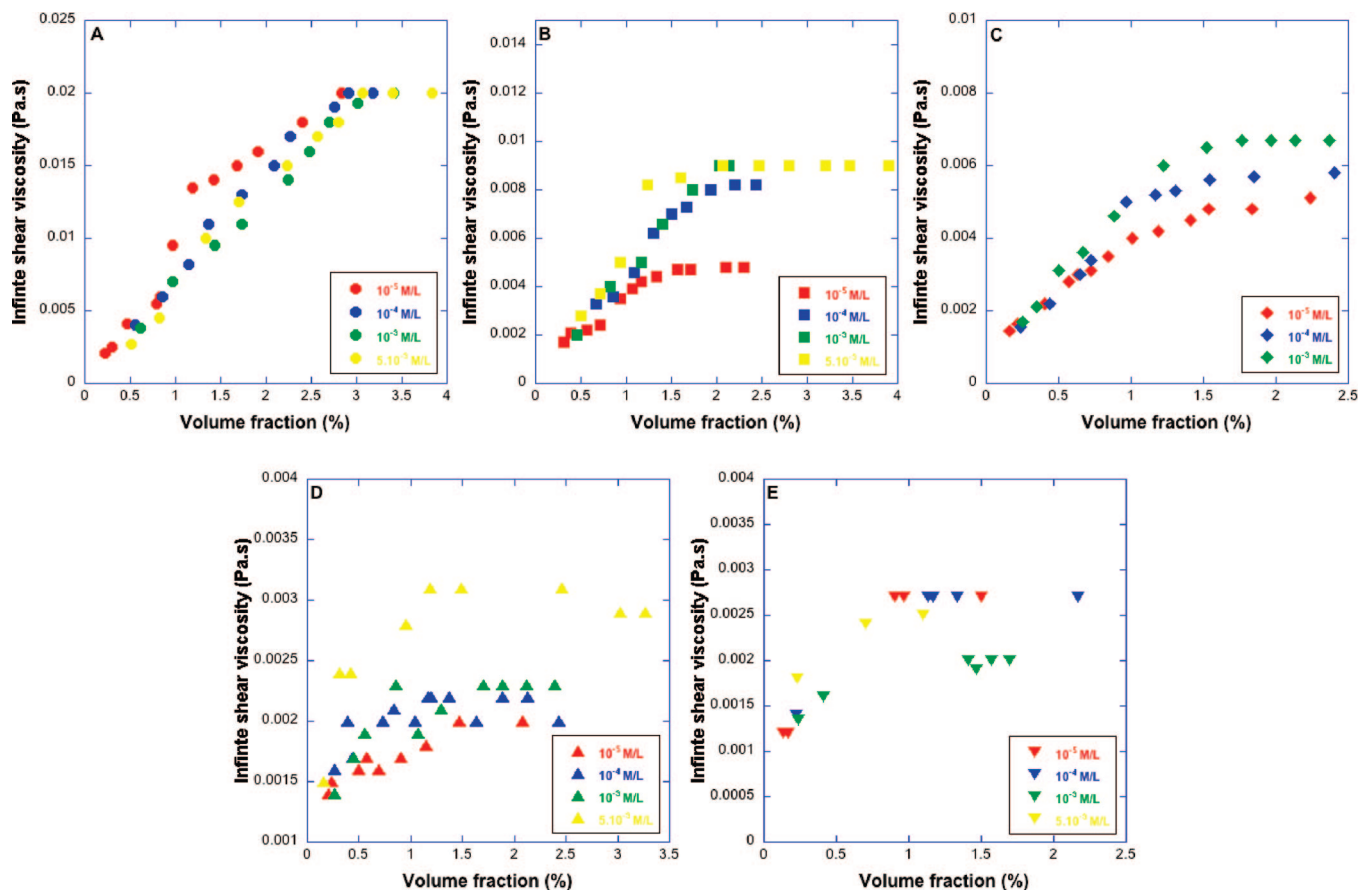 A
Infinte shear viscosity (Pa.s)
0.025
0.02
0.015
0.01
0.005
0
0 0.5 1 1.5 2 2.5 3 3.5 4
Volume fraction (%)
10⁻⁵ M/L
10⁻⁴ M/L
10⁻³ M/L
5.10⁻³ M/L
B
Infinte shear viscosity (Pa.s)
0.014
0.012
0.01
0.008
0.006
0.004
0.002
0
0 0.5 1 1.5 2 2.5 3 3.5 4
Volume fraction (%)
10⁻⁵ M/L
10⁻⁴ M/L
10⁻³ M/L
5.10⁻³ M/L
C
Infinte shear viscosity (Pa.s)
0.01
0.008
0.006
0.004
0.002
0
0 0.5 1 1.5 2 2.5
Volume fraction (%)
10⁻⁵ M/L
10⁻⁴ M/L
10⁻³ M/L
D
Infinte shear viscosity (Pa.s)
0.004
0.0035
0.003
0.0025
0.002
0.0015
0.001
0 0.5 1 1.5 2 2.5 3 3.5
Volume fraction (%)
10⁻⁵ M/L
10⁻⁴ M/L
10⁻³ M/L
5.10⁻³ M/L
E
Infinte shear viscosity (Pa.s)
0.004
0.0035
0.003
0.0025
0.002
0.0015
0.001
0.0005
0
0 0.5 1 1.5 2 2.5
Volume fraction (%)
10⁻⁵ M/L
10⁻⁴ M/L
10⁻³ M/L
5.10⁻³ M/L